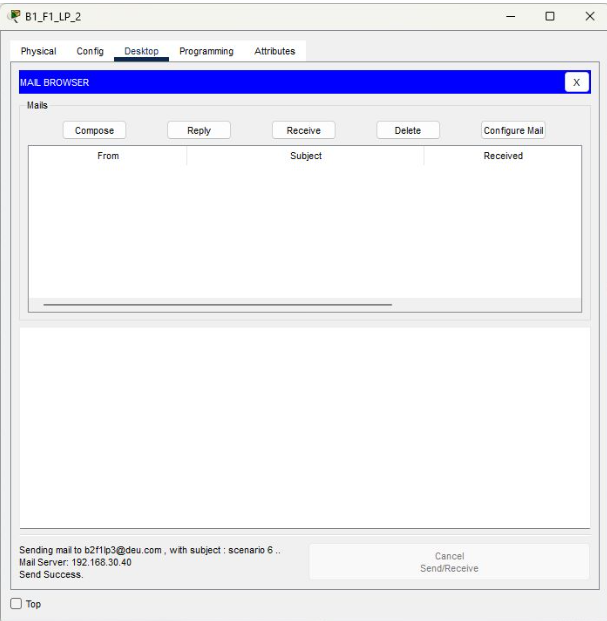 B1_F1_LP_2
Physical Config Desktop Programming Attributes
MAIL BROWSER X
Mails
Compose Reply Receive Delete Configure Mail
From Subject Received
Sending mail to b2f1lp3@deu.com , with subject : scenario 6 ..
Mail Server: 192.168.30.40
Send Success.
Cancel
Send/Receive
Top